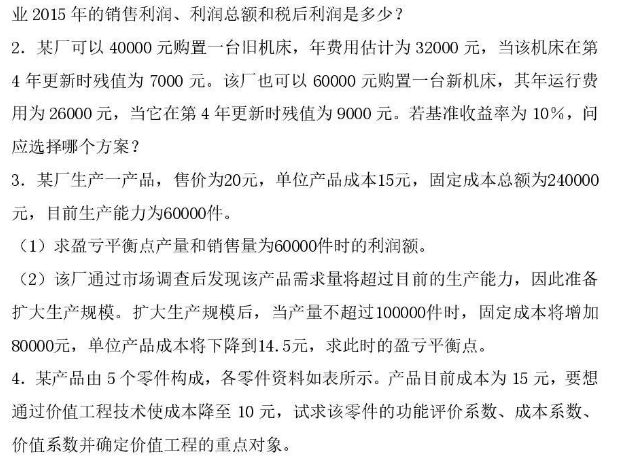 业 2015 年的销售利润、利润总额和税后利润是多少？
2．某厂可以 40000 元购置一台旧机床，年费用估计为 32000 元，当该机床在第
4 年更新时残值为 7000 元。该厂也可以 60000 元购置一台新机床，其年运行费
用为 26000 元，当它在第 4 年更新时残值为 9000 元。若基准收益率为 10%，问
应选择哪个方案？
3．某厂生产一产品，售价为20元，单位产品成本15元，固定成本总额为240000
元，目前生产能力为60000件。
（1）求盈亏平衡点产量和销售量为60000件时的利润额。
（2）该厂通过市场调查后发现该产品需求量将超过目前的生产能力，因此准备
扩大生产规模。扩大生产规模后，当产量不超过100000件时，固定成本将增加
80000元，单位产品成本将下降到14.5元，求此时的盈亏平衡点。
4．某产品由 5 个零件构成，各零件资料如表所示。产品目前成本为 15 元，要想
通过价值工程技术使成本降至 10 元，试求该零件的功能评价系数、成本系数、
价值系数并确定价值工程的重点对象。